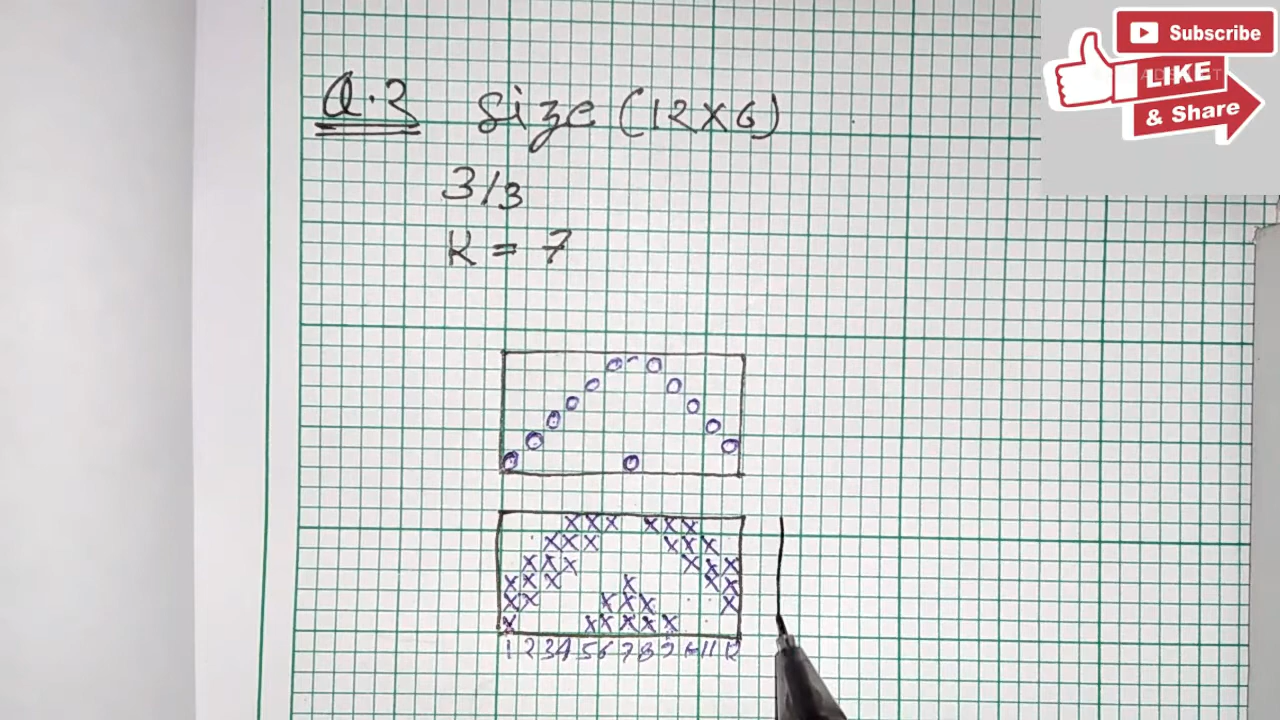 Subscribe
LIKE
& Share
Q.3 Size (12x6)
3/3
R = 7
1 2 3 4 5 6 7 8 9 10 11 12